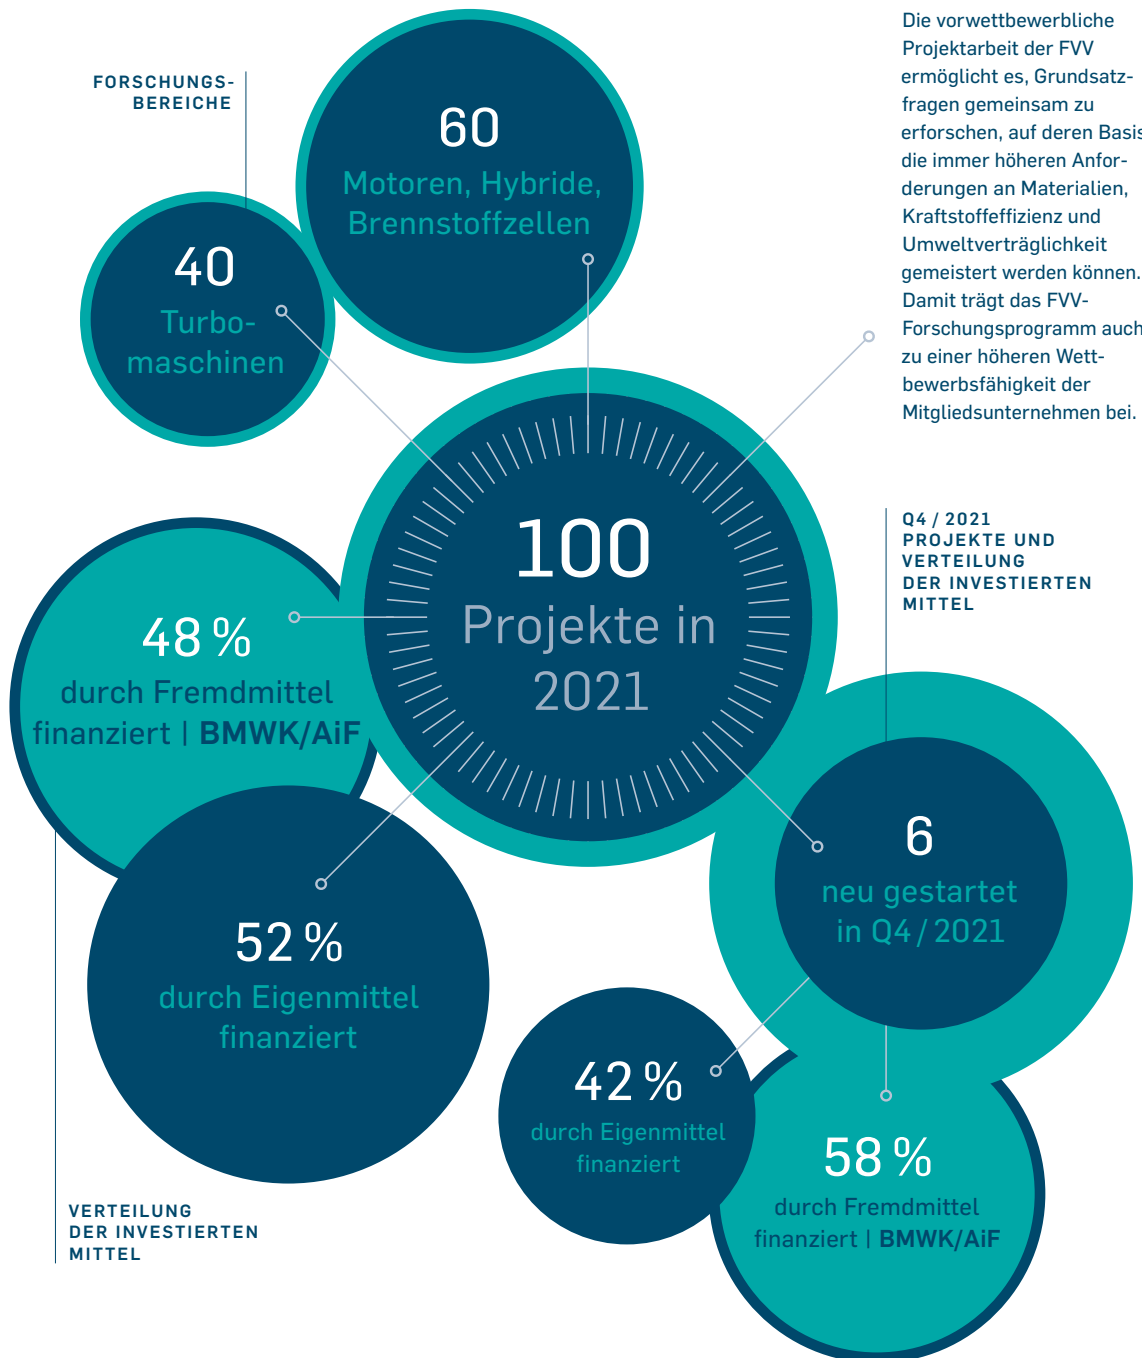 FORSCHUNGS-
BEREICHE
60
Motoren, Hybride,
Brennstoffzellen
40
Turbo-
maschinen
Die vorwettbewerbliche
Projektarbeit der FVV
ermöglicht es, Grundsatz-
fragen gemeinsam zu
erforschen, auf deren Basis
die immer höheren Anfor-
derungen an Materialien,
Kraftstoffeffizienz und
Umweltverträglichkeit
gemeistert werden können.
Damit trägt das FVV-
Forschungsprogramm auch
zu einer höheren Wett-
bewerbsfähigkeit der
Mitgliedsunternehmen bei.
100
Projekte in
2021
48 %
durch Fremdmittel
finanziert | BMWK/AiF
52 %
durch Eigenmittel
finanziert
VERTEILUNG
DER INVESTIERTEN
MITTEL
Q4 / 2021
PROJEKTE UND
VERTEILUNG
DER INVESTIERTEN
MITTEL
6
neu gestartet
in Q4 / 2021
42 %
durch Eigenmittel
finanziert
58 %
durch Fremdmittel
finanziert | BMWK/AiF